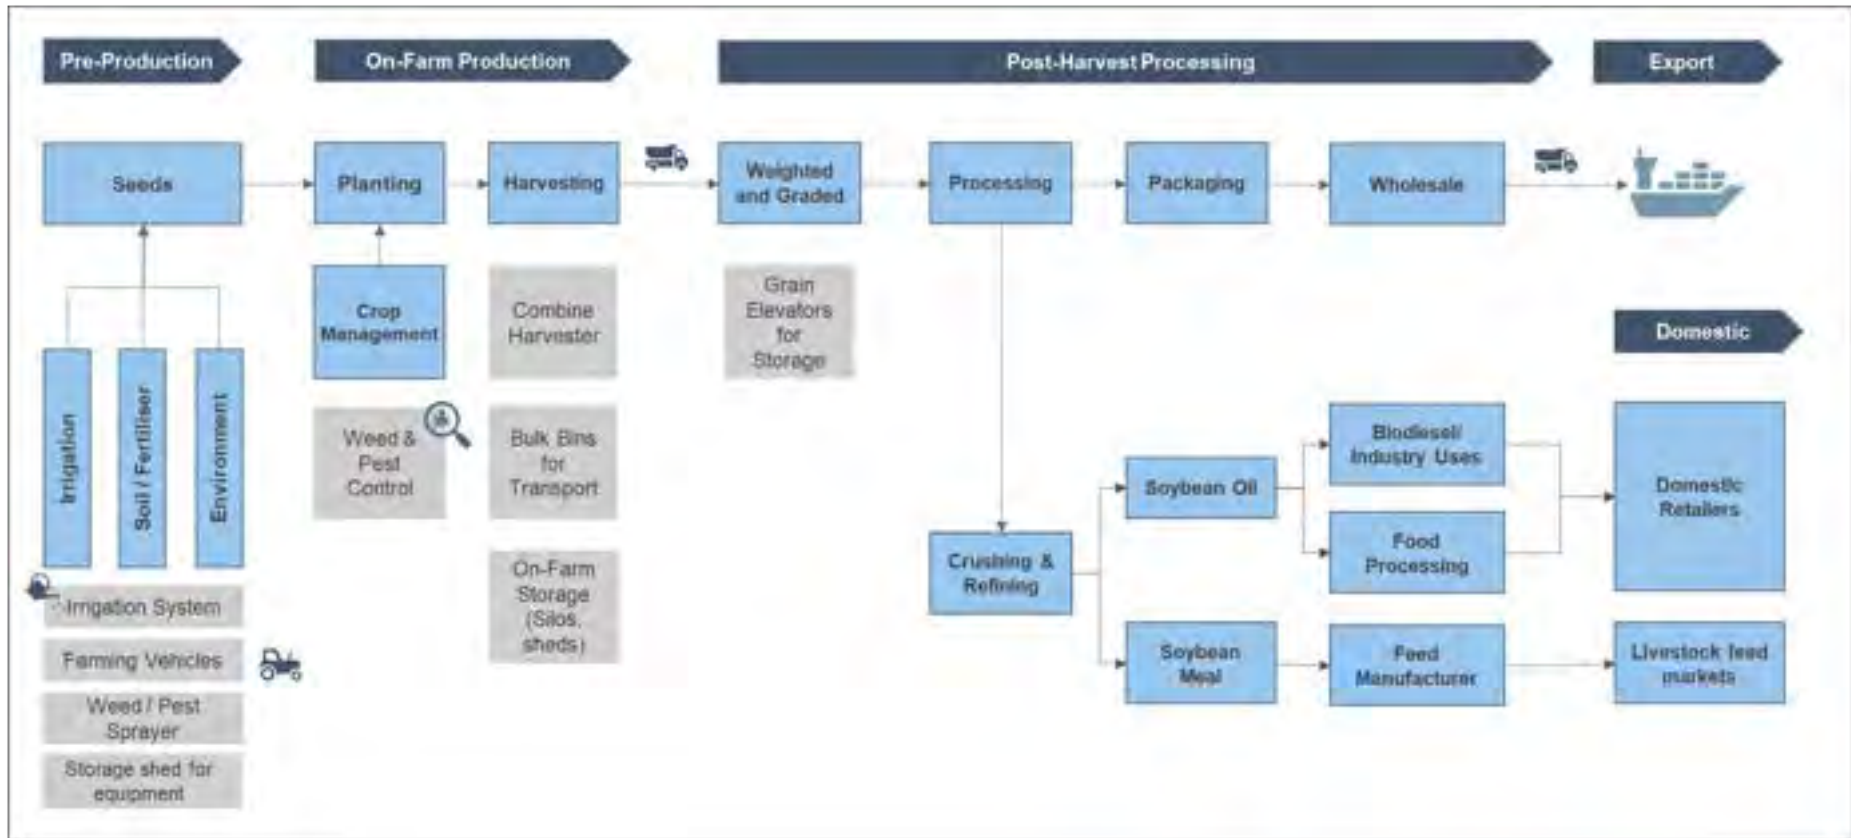 Pre-Production
On-Farm Production
Post-Harvest Processing
Export
Seeds
Planting
Harvesting
Weighted
and Graded
Processing
Packaging
Wholesale
Crop
Management
Combine
Harvester
Grain
Elevators
for
Storage
Domestic
Irrigation
Soil / Fertiliser
Environment
Weed &
Pest
Control
Bulk Bins
for
Transport
Biodiesel/
Industry Uses
Soybean Oil
Domestic
Retailers
Food
Processing
On-Farm
Storage
(Silos,
sheds)
Crushing &
Refining
Irrigation System
Farming Vehicles
Soybean
Meal
Feed
Manufacturer
Livestock feed
markets
Weed / Pest
Sprayer
Storage shed for
equipment